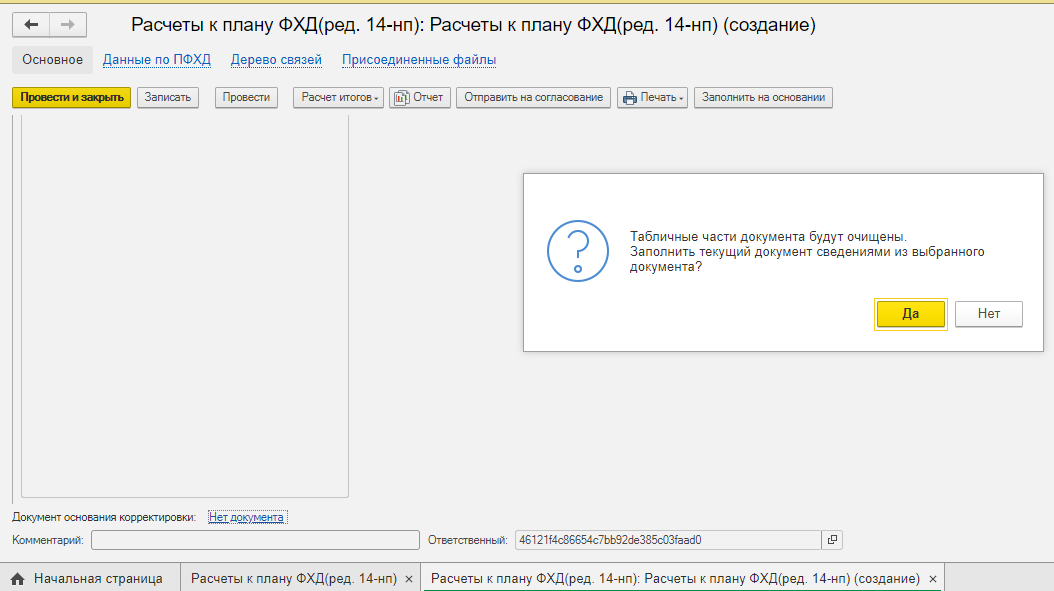 Расчеты к плану ФХД(ред. 14-нп): Расчеты к плану ФХД(ред. 14-нп) (создание)
Основное Данные по ПФХД Дерево связей Присоединенные файлы
Провести и закрыть Записать Провести Расчет итогов Отчет Отправить на согласование Печать Заполнить на основании
Табличные части документа будут очищены.
Заполнить текущий документ сведениями из выбранного
документа?
Да Нет
Документ основания корректировки: Нет документа
Комментарий: Ответственный: 46121f4c86654c7bb92de385c03faad0
Начальная страница Расчеты к плану ФХД(ред. 14-нп) × Расчеты к плану ФХД(ред. 14-нп): Расчеты к плану ФХД(ред. 14-нп) (создание) ×